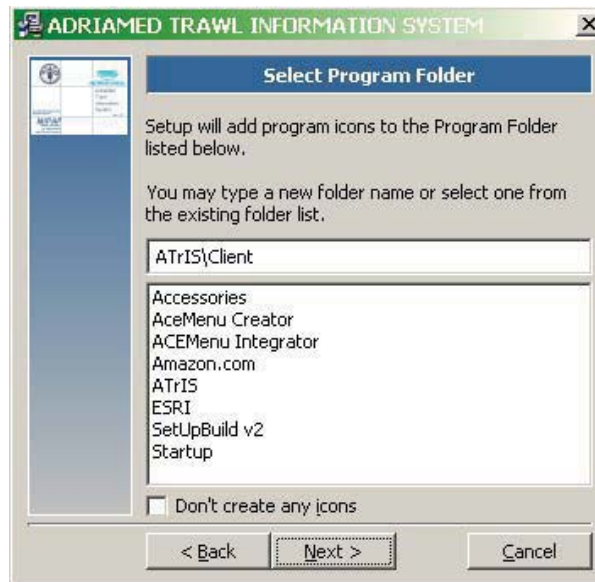 ADRIAMED TRAWL INFORMATION SYSTEM
Select Program Folder
Setup will add program icons to the Program Folder
listed below.
You may type a new folder name or select one from
the existing folder list.
ATrIS\Client
Accessories
AceMenu Creator
ACEMenu Integrator
Amazon.com
ATrIS
ESRI
SetUpBuild v2
Startup
Don't create any icons
< Back
Next >
Cancel